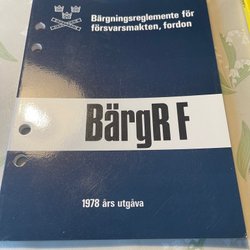 Bärgningsreglemente för
försvarsmakten, fordon
BärgR F
1978 års utgåva